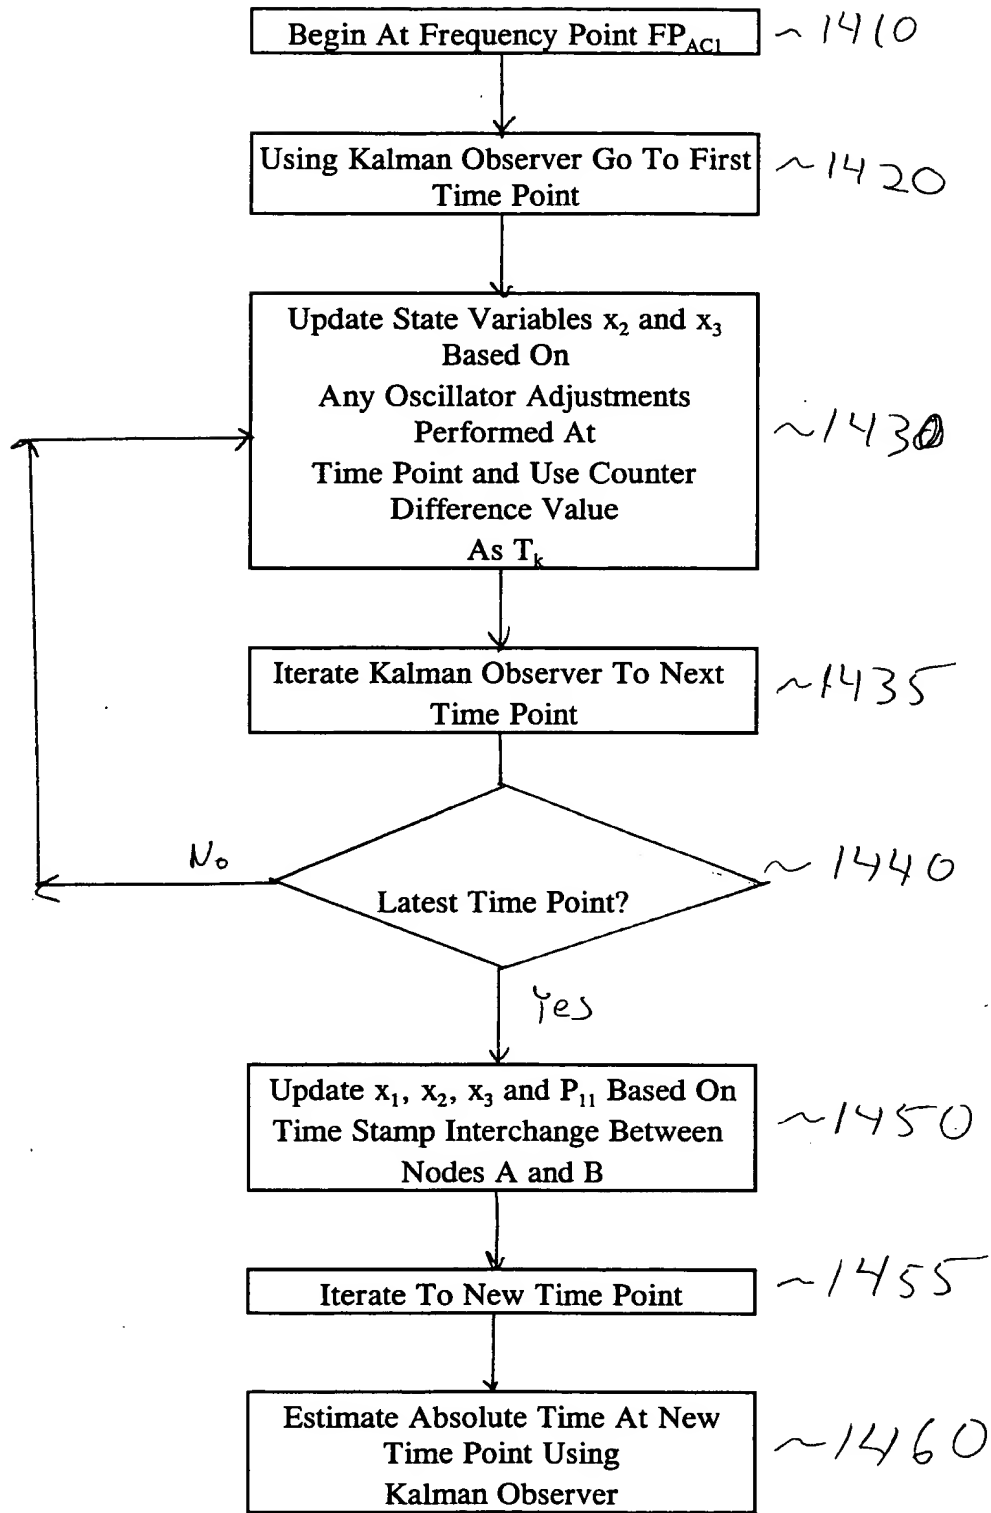 Begin At Frequency Point FP_AC1
~1410
Using Kalman Observer Go To First
Time Point
~1420
Update State Variables x₂ and x₃
Based On
Any Oscillator Adjustments
Performed At
Time Point and Use Counter
Difference Value
As T_k
~1430
Iterate Kalman Observer To Next
Time Point
~1435
Latest Time Point?
~1440
No
Yes
Update x₁, x₂, x₃ and P₁₁ Based On
Time Stamp Interchange Between
Nodes A and B
~1450
Iterate To New Time Point
~1455
Estimate Absolute Time At New
Time Point Using
Kalman Observer
~1460